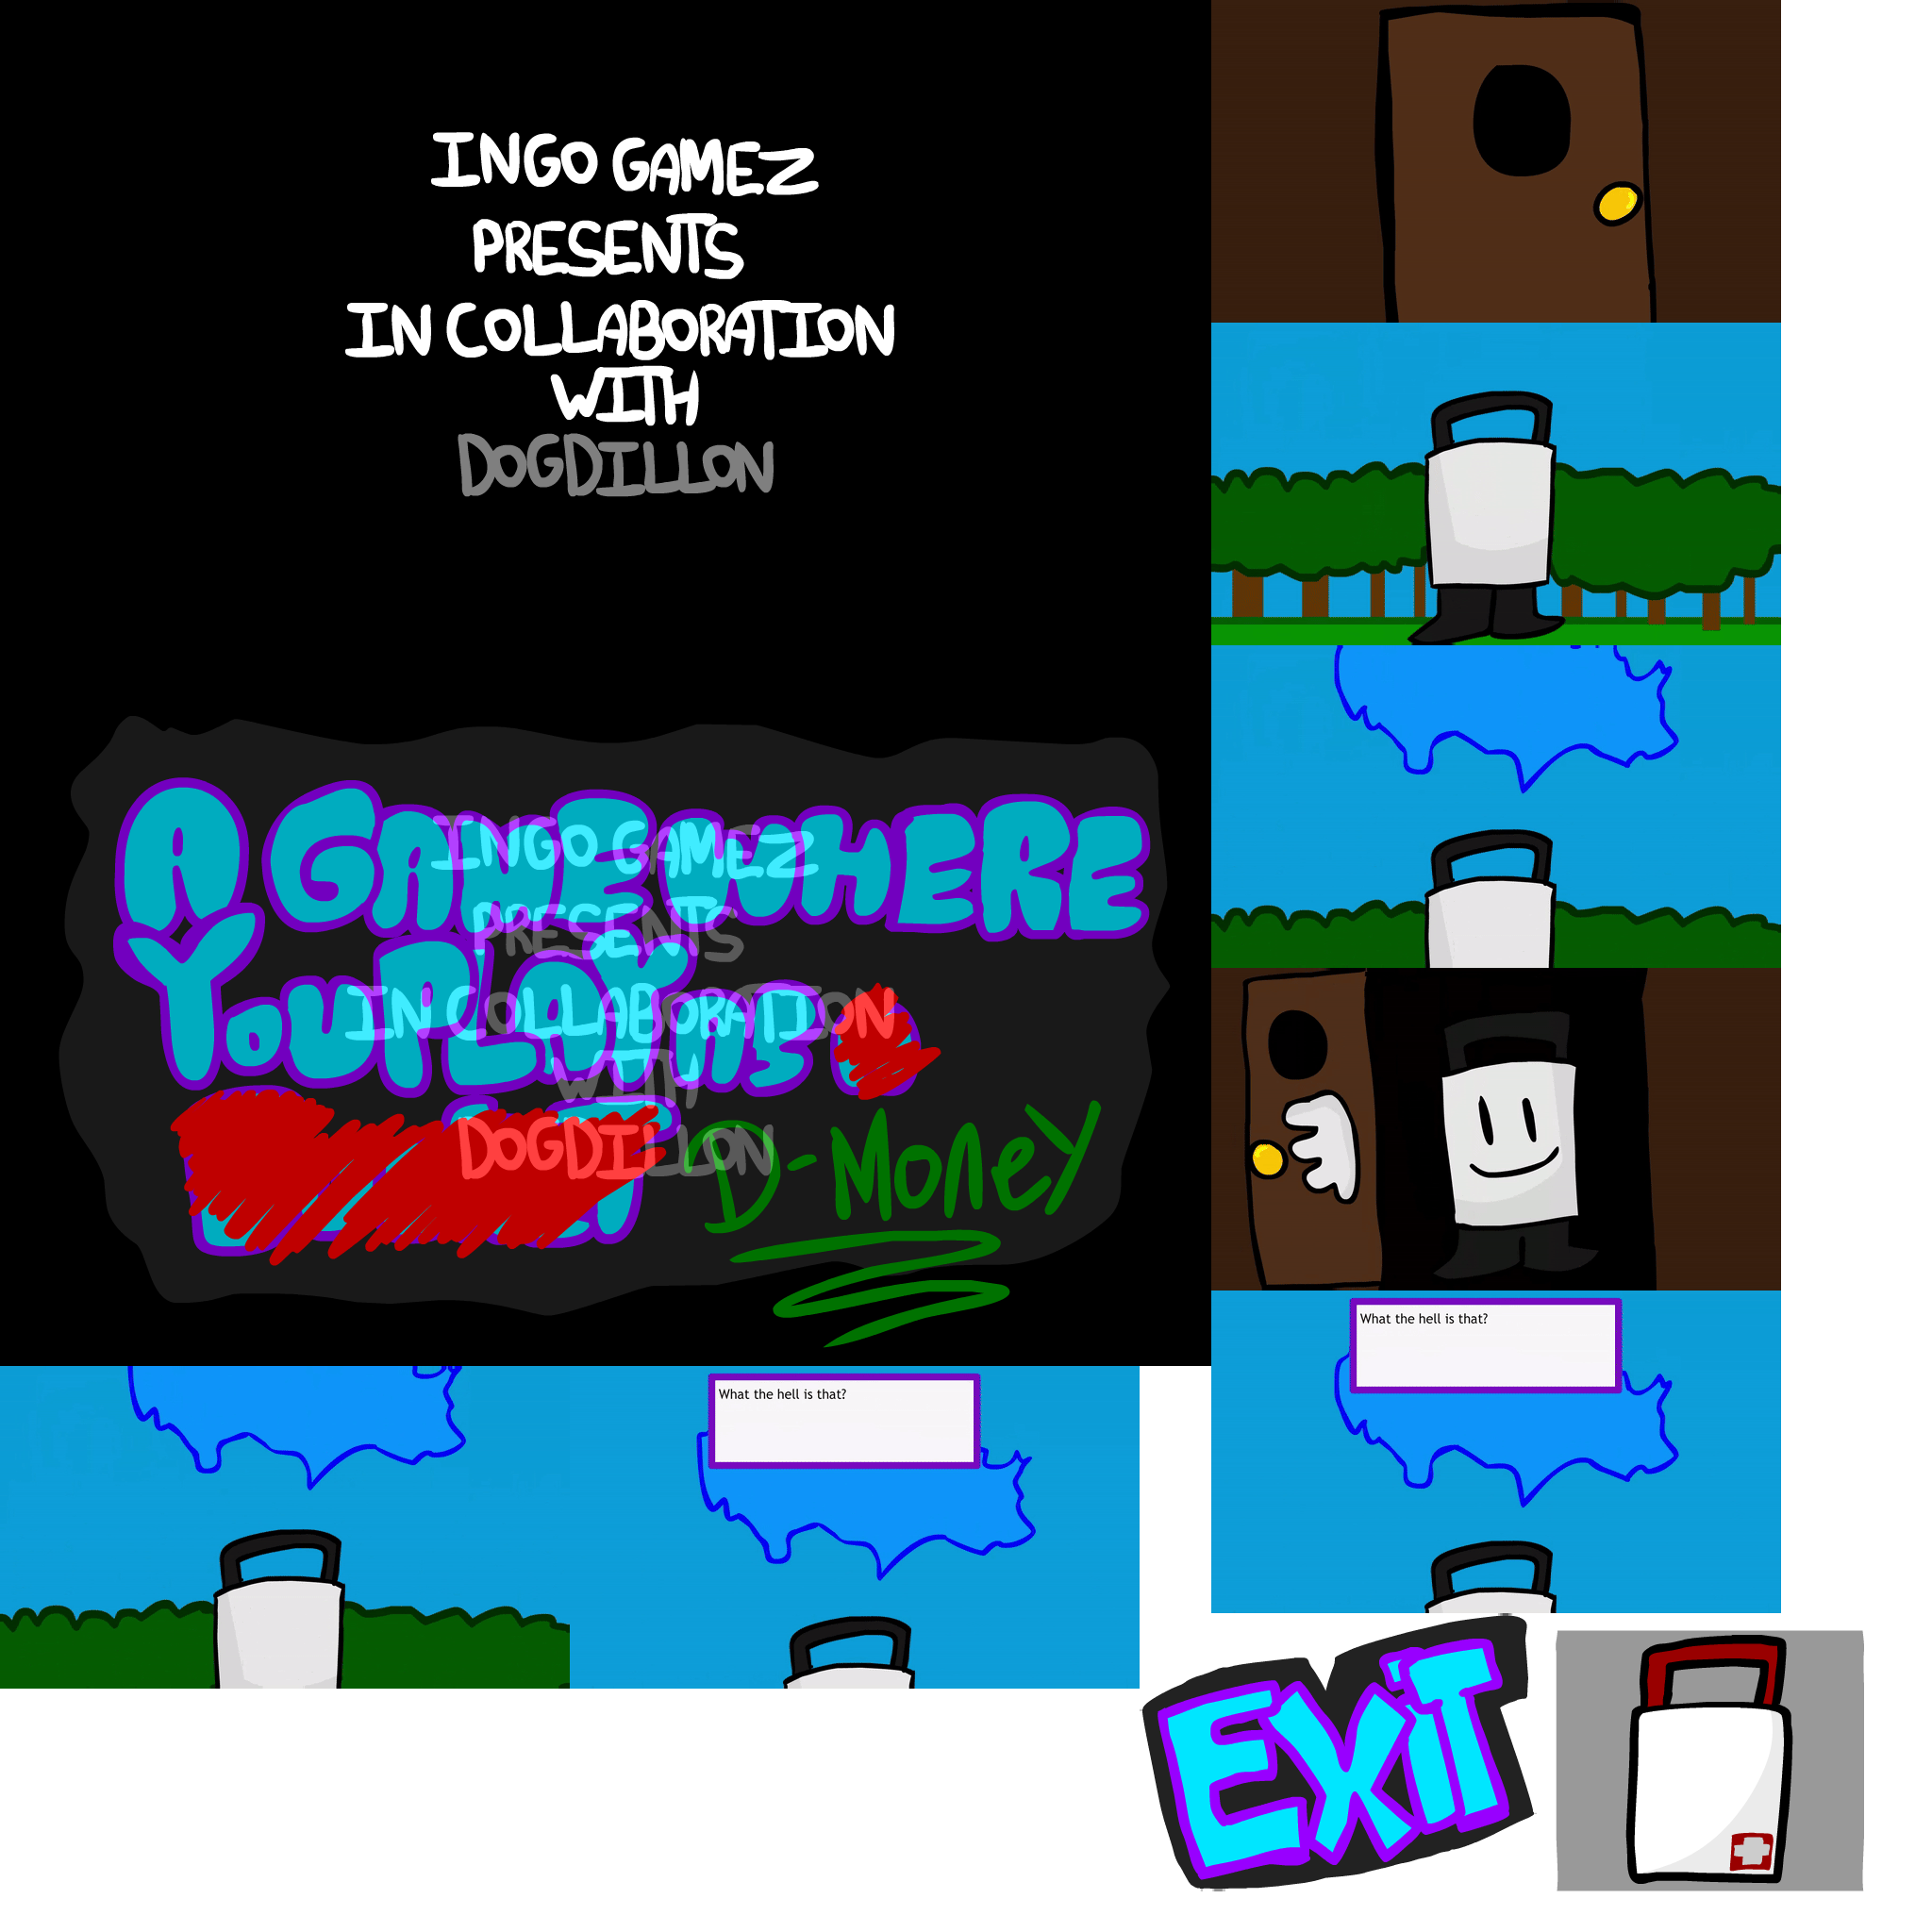 INGO GAMEZ
PRESENTS
IN COLLABORATION
WITH
DOGDILLON
A GAME WHERE
YOU PLAY AS
INGO GAMEZ
PRESENTS
IN COLLABORATION
WITH
DOGDILLON
D-MONEY
What the hell is that?
What the hell is that?
EXIT